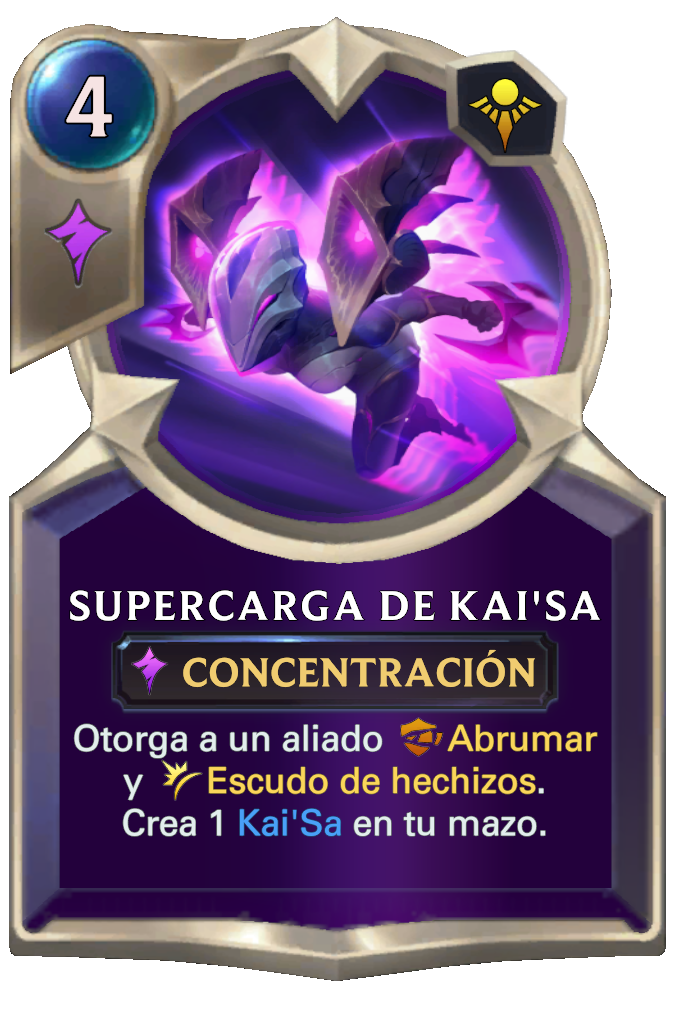 4
SUPERCARGA DE KAI'SA
CONCENTRACIÓN
Otorga a un aliado Abrumar
y Escudo de hechizos.
Crea 1 Kai'Sa en tu mazo.